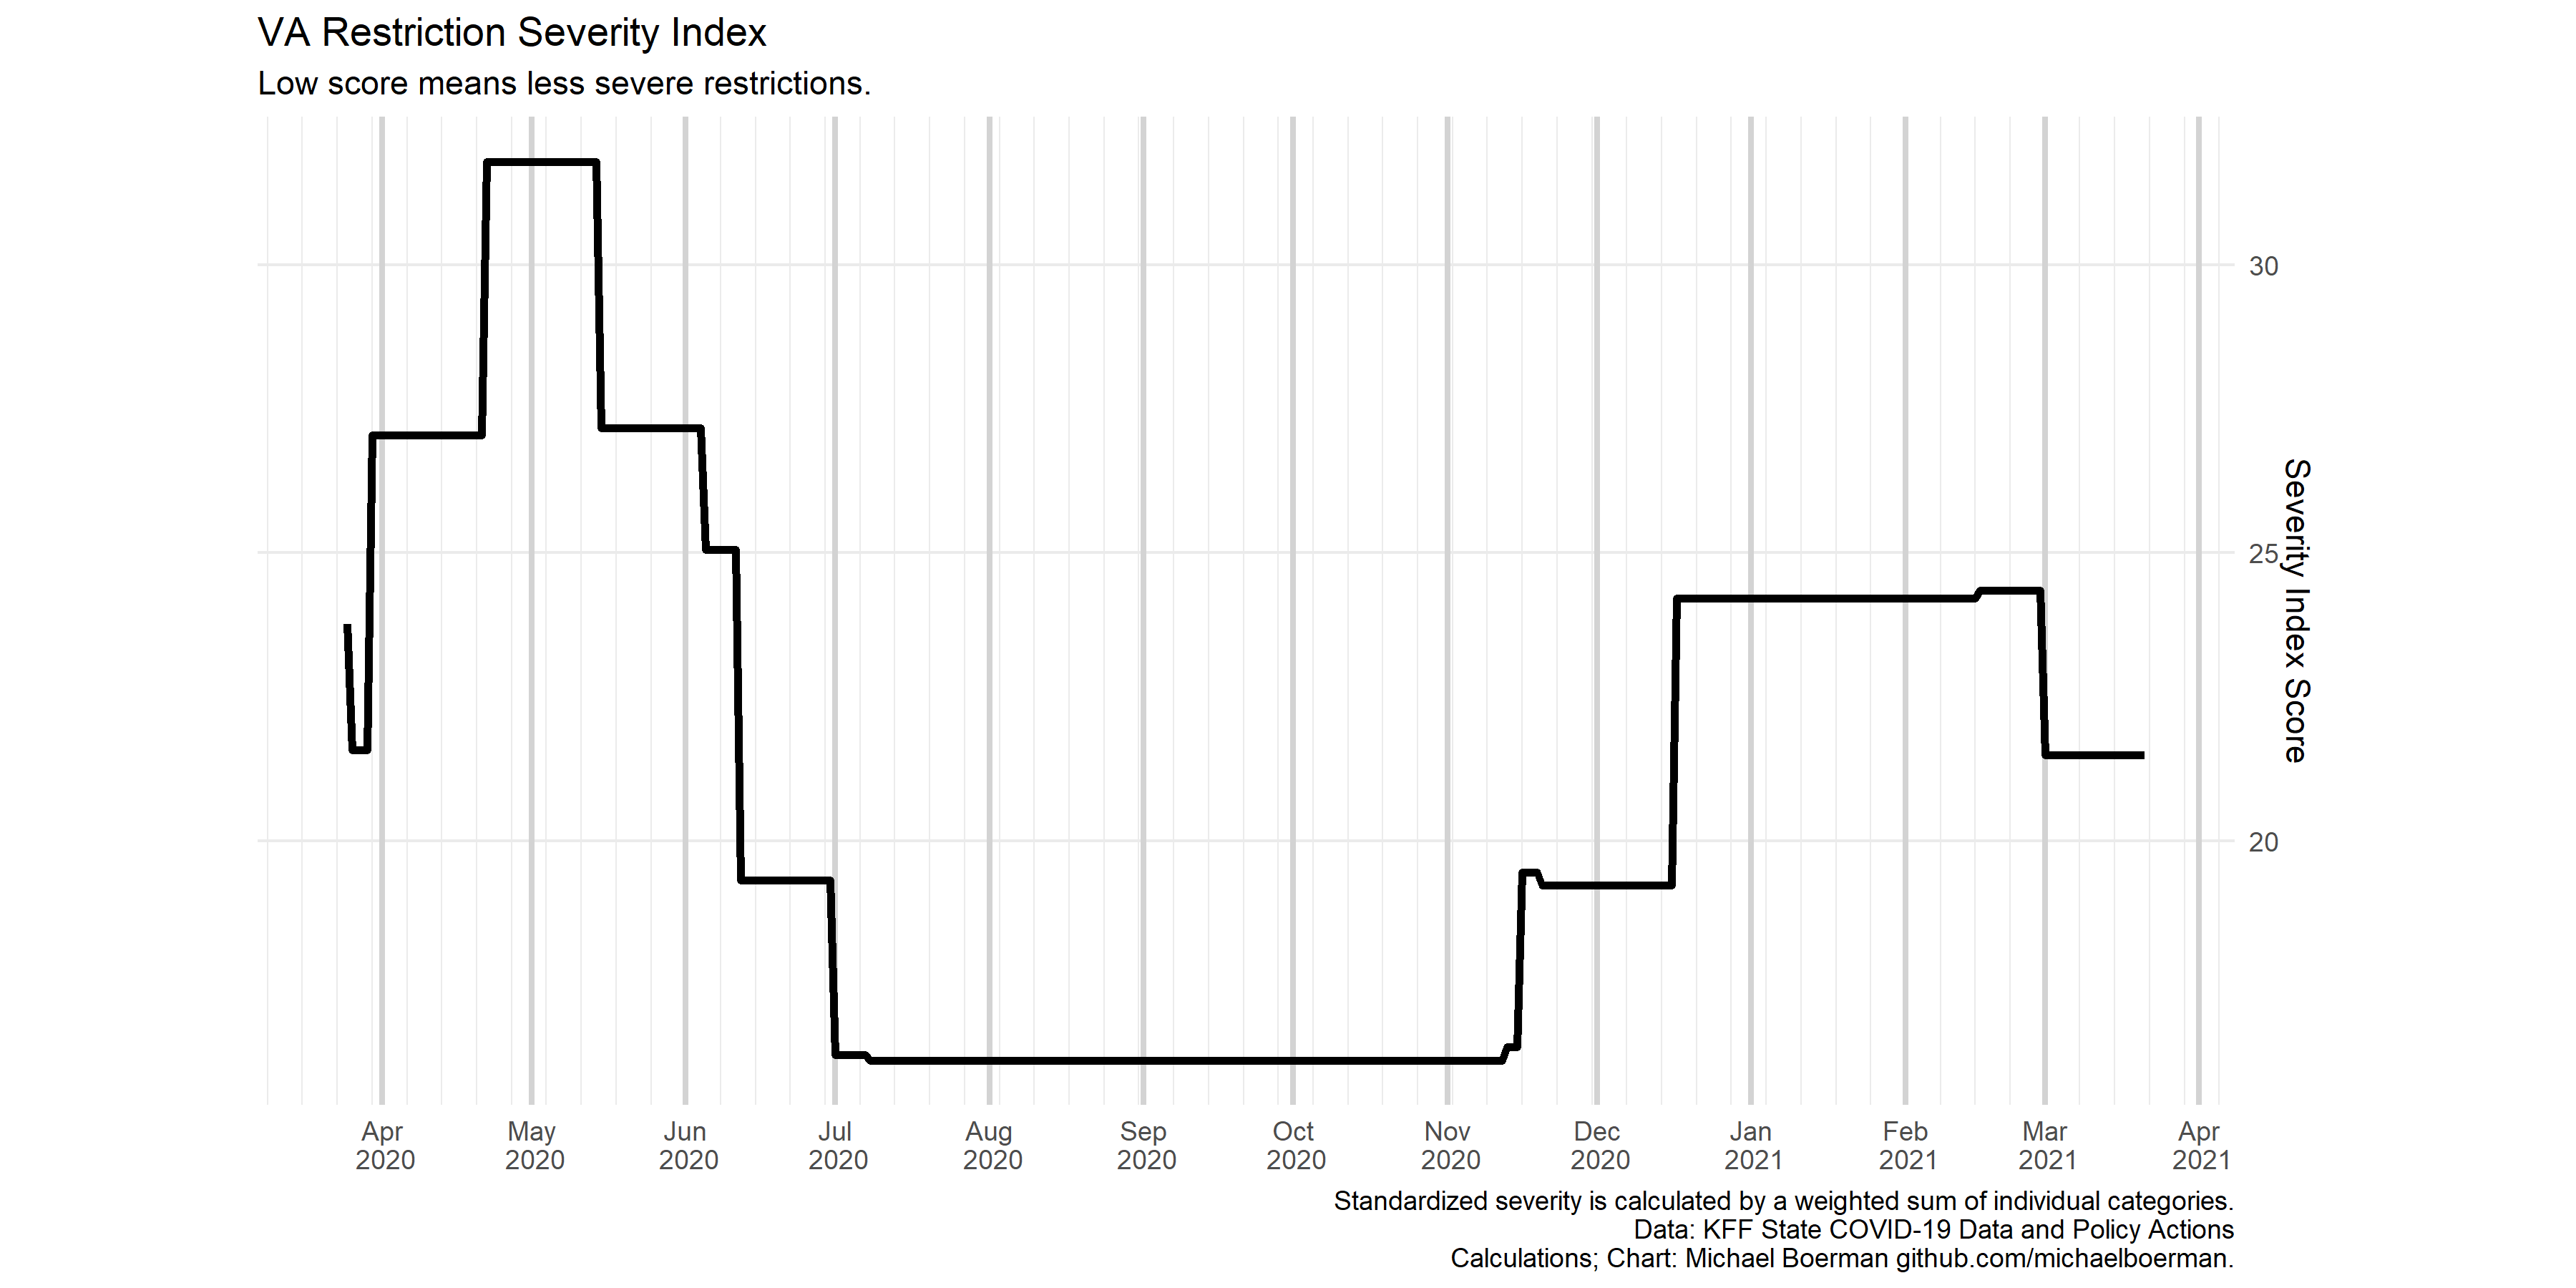 VA Restriction Severity Index
Low score means less severe restrictions.
30
25
20
Severity Index Score
Apr 2020
May 2020
Jun 2020
Jul 2020
Aug 2020
Sep 2020
Oct 2020
Nov 2020
Dec 2020
Jan 2021
Feb 2021
Mar 2021
Apr 2021
Standardized severity is calculated by a weighted sum of individual categories.
Data: KFF State COVID-19 Data and Policy Actions
Calculations; Chart: Michael Boerman github.com/michaelboerman.